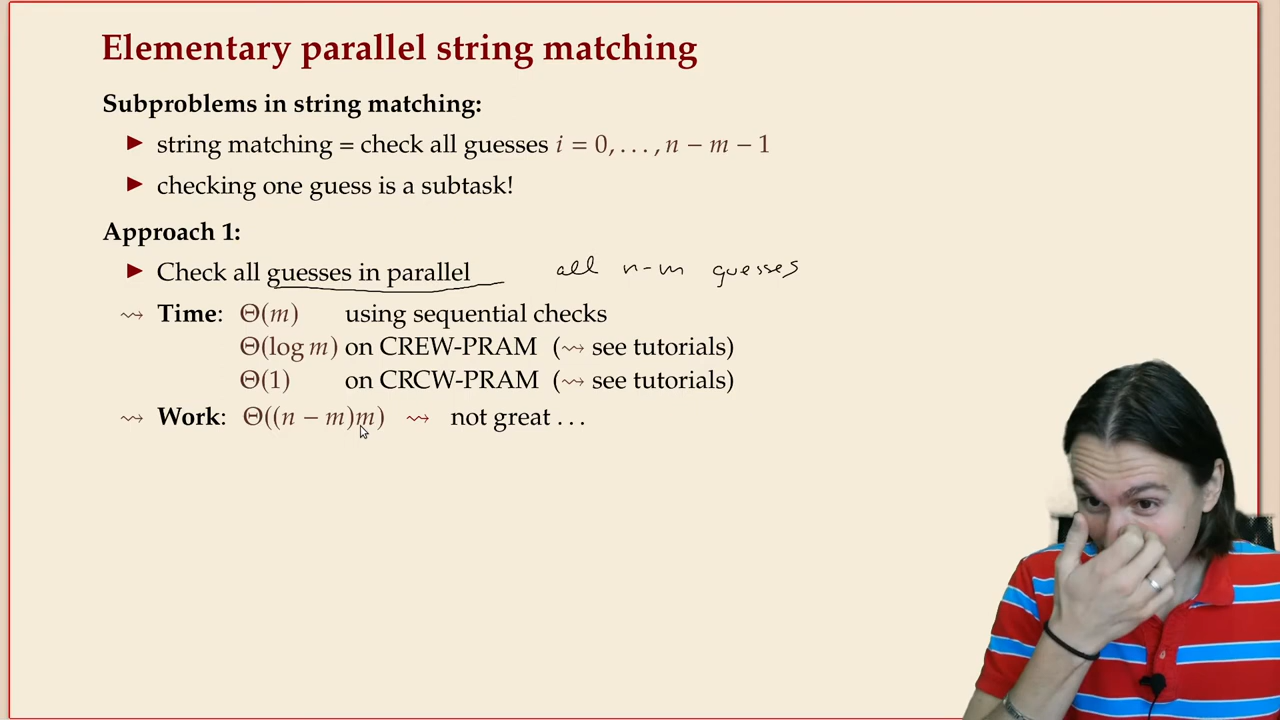 Elementary parallel string matching
Subproblems in string matching:
► string matching = check all guesses i = 0, . . . , n − m − 1
► checking one guess is a subtask!
Approach 1:
► Check all guesses in parallel all n-m guesses
⇝ Time: Θ(m) using sequential checks
Θ(log m) on CREW-PRAM (⇝ see tutorials)
Θ(1) on CRCW-PRAM (⇝ see tutorials)
⇝ Work: Θ((n − m)m) ⇝ not great . . .